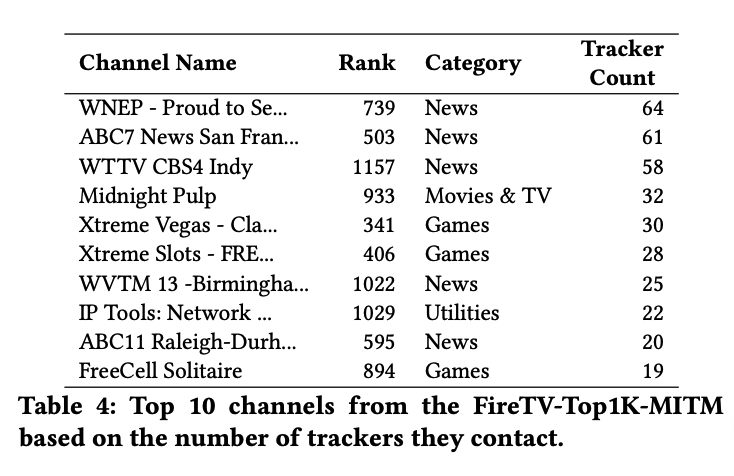 Channel Name Rank Category Tracker Count
WNEP - Proud to Se... 739 News 64
ABC7 News San Fran... 503 News 61
WTTV CBS4 Indy 1157 News 58
Midnight Pulp 933 Movies & TV 32
Xtreme Vegas - Cla... 341 Games 30
Xtreme Slots - FRE... 406 Games 28
WVTM 13 -Birmingha... 1022 News 25
IP Tools: Network ... 1029 Utilities 22
ABC11 Raleigh-Durh... 595 News 20
FreeCell Solitaire 894 Games 19
Table 4: Top 10 channels from the FireTV-Top1K-MITM
based on the number of trackers they contact.